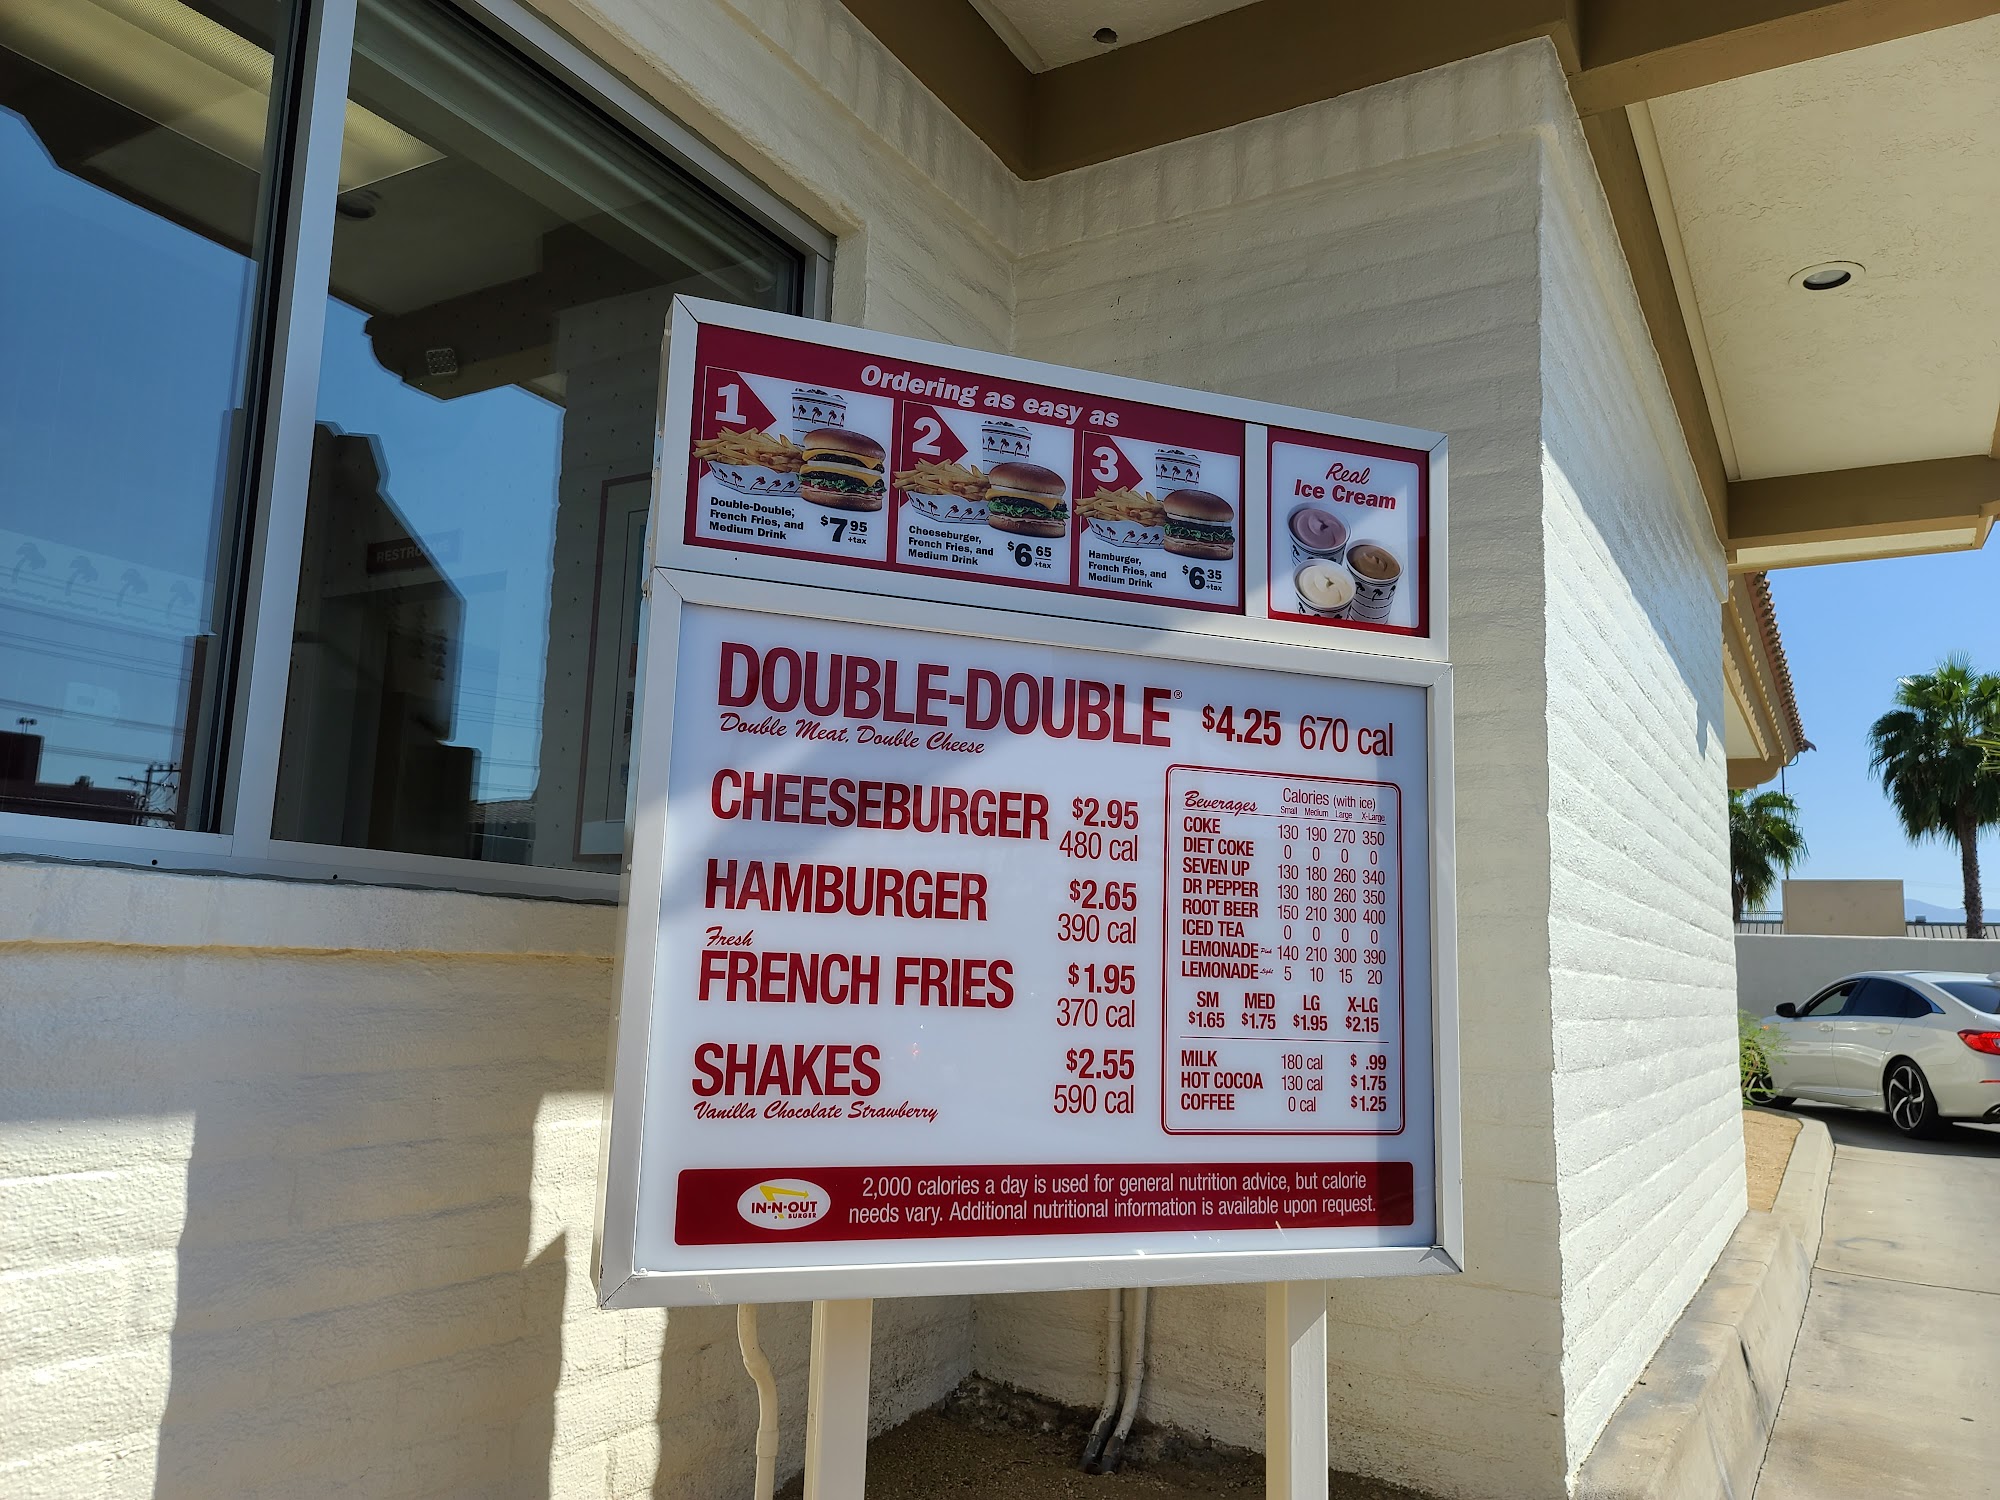 Ordering as easy as
1
Double-Double,
French Fries, and
Medium Drink
$7 95
+tax
2
Cheeseburger,
French Fries, and
Medium Drink
$6 65
+tax
3
Hamburger,
French Fries, and
Medium Drink
$6 35
+tax
Real
Ice Cream
DOUBLE-DOUBLE® $4.25 670 cal
Double Meat, Double Cheese
CHEESEBURGER $2.95
480 cal
HAMBURGER $2.65
390 cal
Fresh
FRENCH FRIES $1.95
370 cal
SHAKES $2.55
590 cal
Vanilla Chocolate Strawberry
Beverages Calories (with ice)
Small Medium Large X-Large
COKE 130 190 270 350
DIET COKE 0 0 0 0
SEVEN UP 130 180 260 340
DR PEPPER 130 180 260 350
ROOT BEER 150 210 300 400
ICED TEA 0 0 0 0
LEMONADE Pink 140 210 300 390
LEMONADE Light 5 10 15 20
SM MED LG X-LG
$1.65 $1.75 $1.95 $2.15
MILK 180 cal $ .99
HOT COCOA 130 cal $1.75
COFFEE 0 cal $1.25
IN-N-OUT
BURGER
2,000 calories a day is used for general nutrition advice, but calorie
needs vary. Additional nutritional information is available upon request.